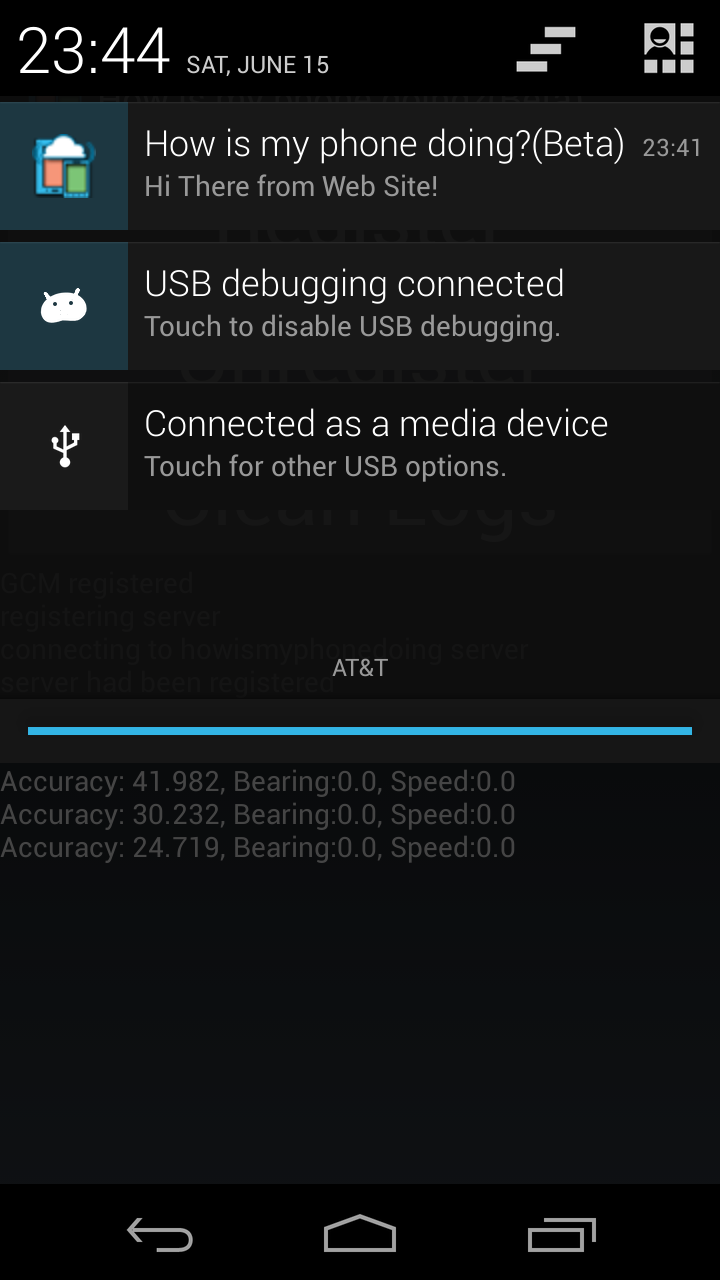 23:44 SAT, JUNE 15
How is my phone doing?(Beta) 23:41
Hi There from Web Site!
USB debugging connected
Touch to disable USB debugging.
Connected as a media device
Touch for other USB options.
Clean Logs
GCM registered
registering server
connecting to howismyphonedoing server
AT&T
server had been registered
Accuracy: 41.982, Bearing:0.0, Speed:0.0
Accuracy: 30.232, Bearing:0.0, Speed:0.0
Accuracy: 24.719, Bearing:0.0, Speed:0.0